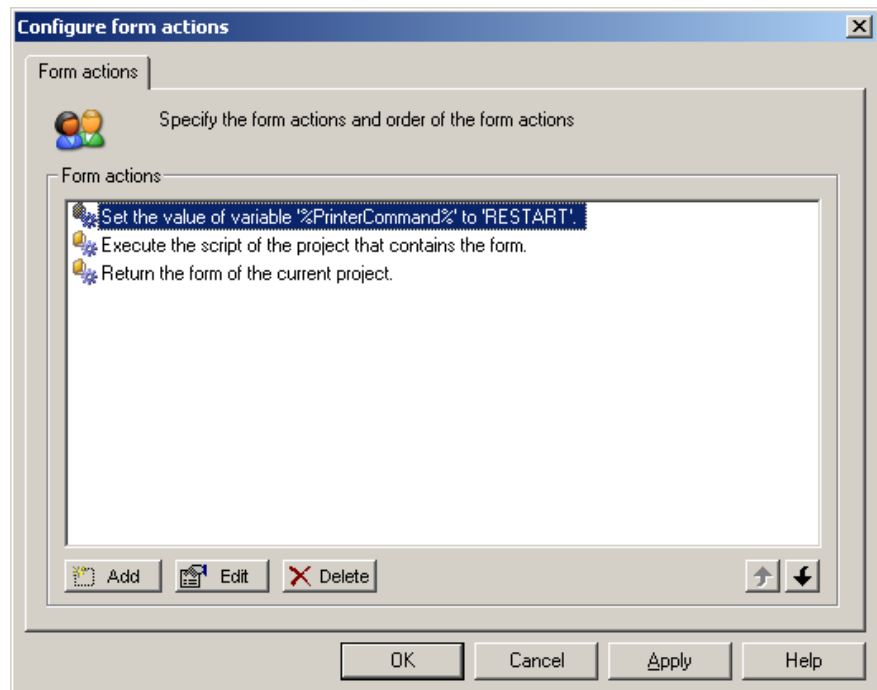 Configure form actions
Form actions
Specify the form actions and order of the form actions
Form actions
Set the value of variable '%PrinterCommand%' to 'RESTART'.
Execute the script of the project that contains the form.
Return the form of the current project.
Add Edit Delete
OK Cancel Apply Help